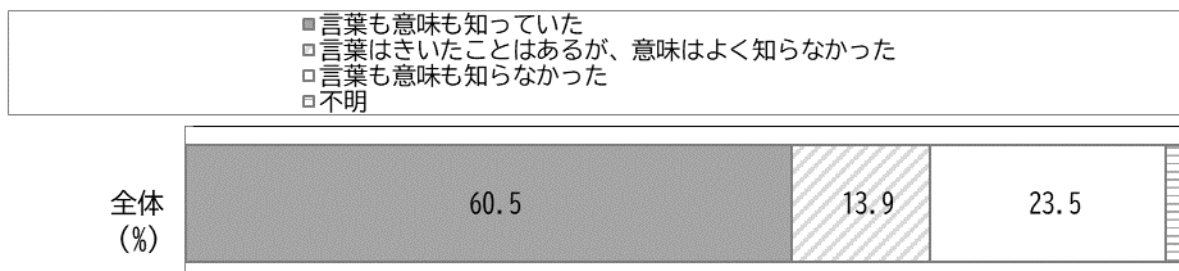 ■言葉も意味も知っていた
言葉はきいたことはあるが、意味はよく知らなかった
□言葉も意味も知らなかった
不明
全体
(%)
60.5
13.9
23.5